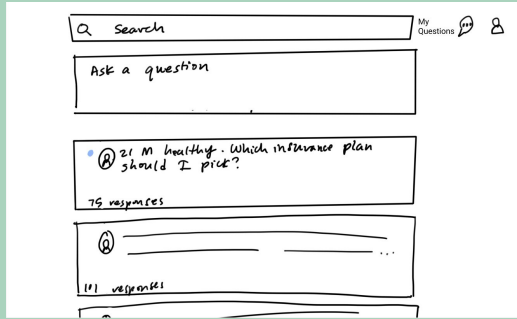 Search
My
Questions
Ask a question
21 M healthy. Which insurance plan
should I pick?
75 responses
101 responses